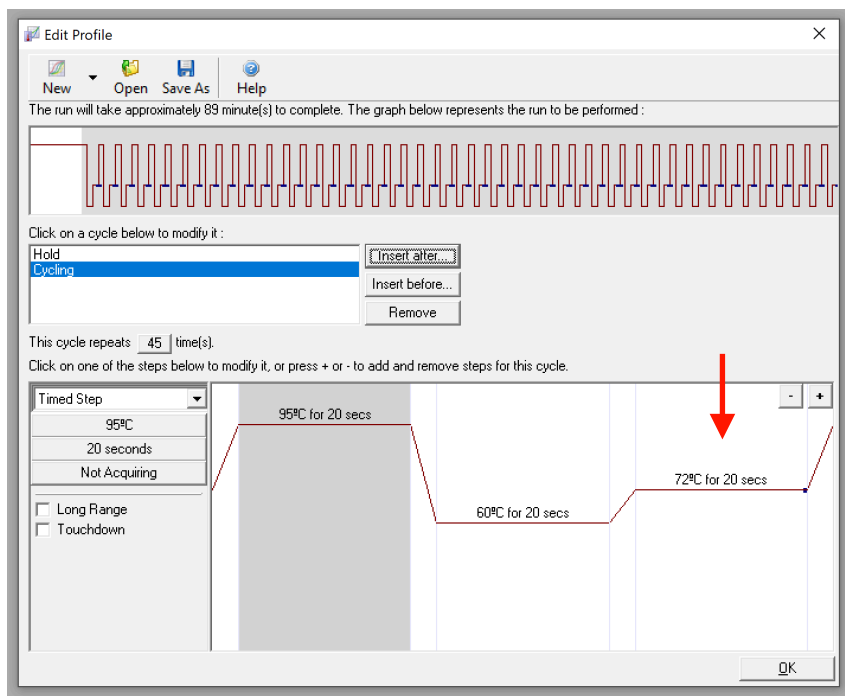 Edit Profile
New Open Save As Help
The run will take approximately 89 minute(s) to complete. The graph below represents the run to be performed :
Click on a cycle below to modify it :
Hold
Cycling
Insert after...
Insert before...
Remove
This cycle repeats 45 time(s).
Click on one of the steps below to modify it, or press + or - to add and remove steps for this cycle.
Timed Step
95ºC
20 seconds
Not Acquiring
Long Range
Touchdown
- +
95ºC for 20 secs
72ºC for 20 secs
60ºC for 20 secs
OK